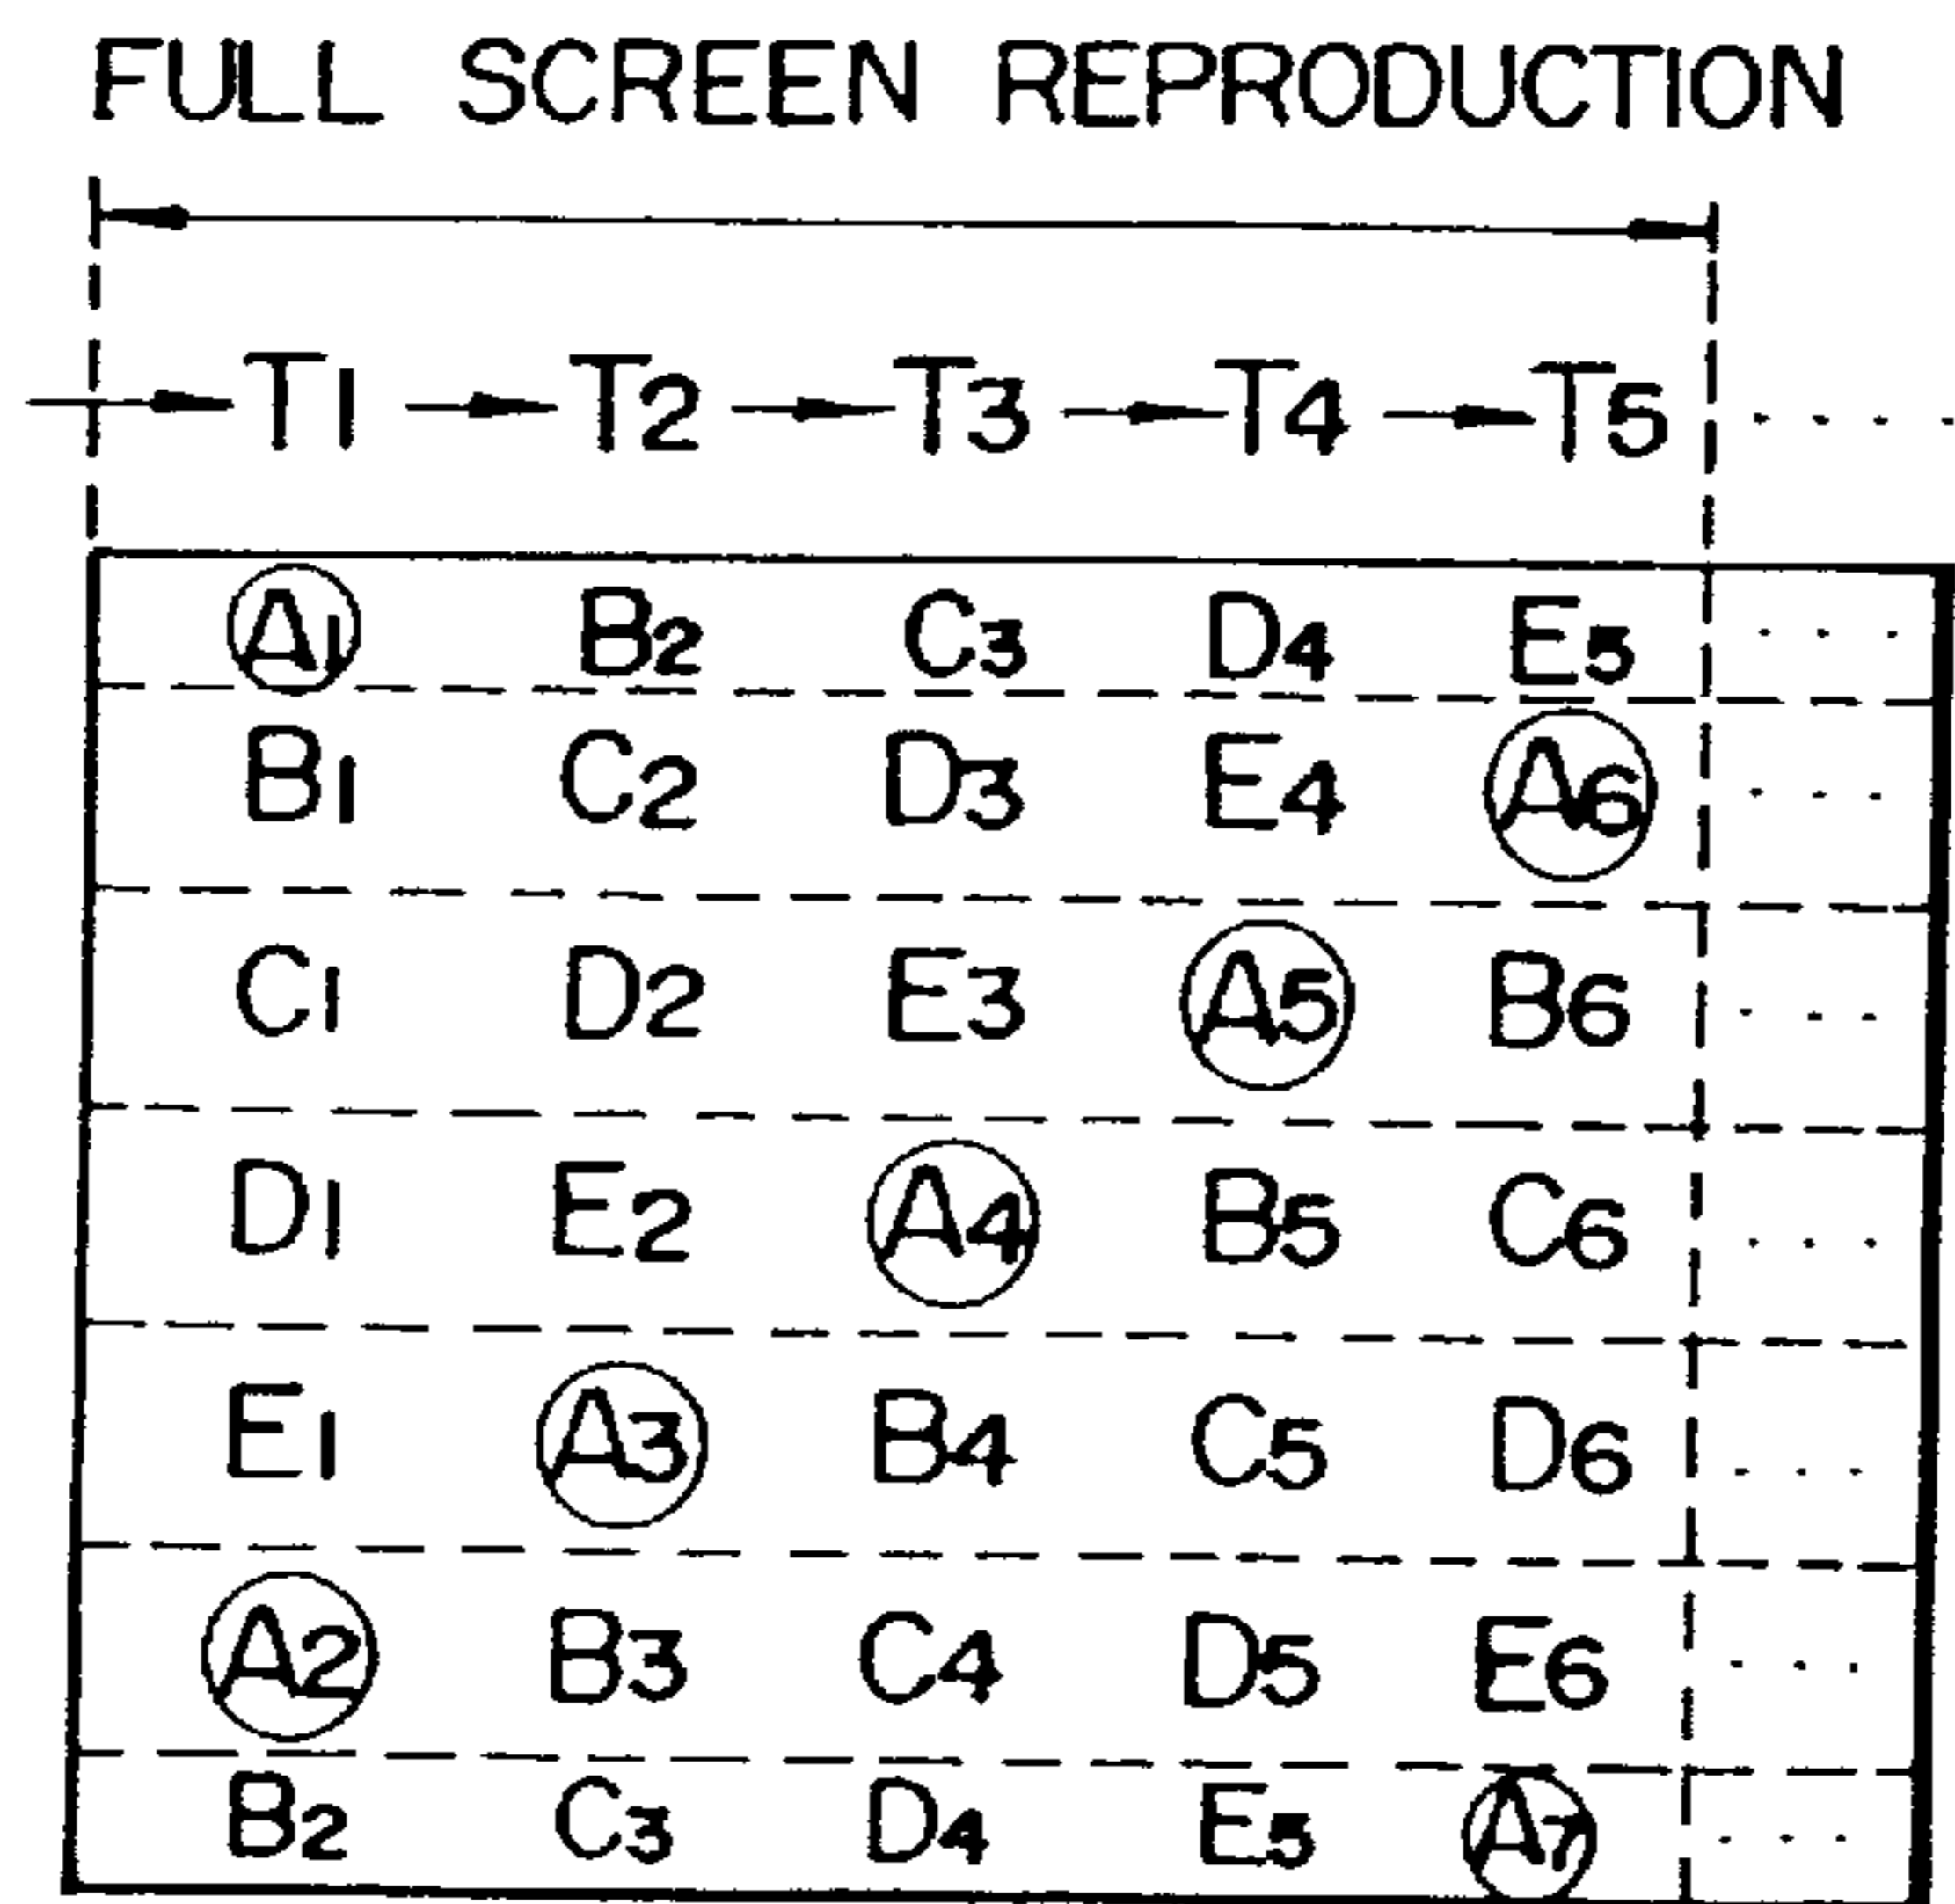 FULL SCREEN REPRODUCTION
T1 T2 T3 T4 T5 ....
A1 B2 C3 D4 E5 ...
B1 C2 D3 E4 A6 ...
C1 D2 E3 A5 B6 ...
D1 E2 A4 B5 C6 ...
E1 A3 B4 C5 D6 ...
A2 B3 C4 D5 E6 ...
B2 C3 D4 E5 A7 ...